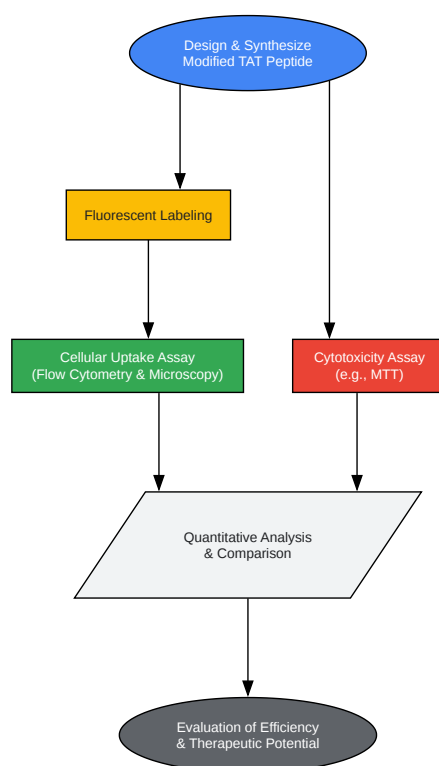 Design & Synthesize
Modified TAT Peptide
Fluorescent Labeling
Cellular Uptake Assay
(Flow Cytometry & Microscopy)
Cytotoxicity Assay
(e.g., MTT)
Quantitative Analysis
& Comparison
Evaluation of Efficiency
& Therapeutic Potential